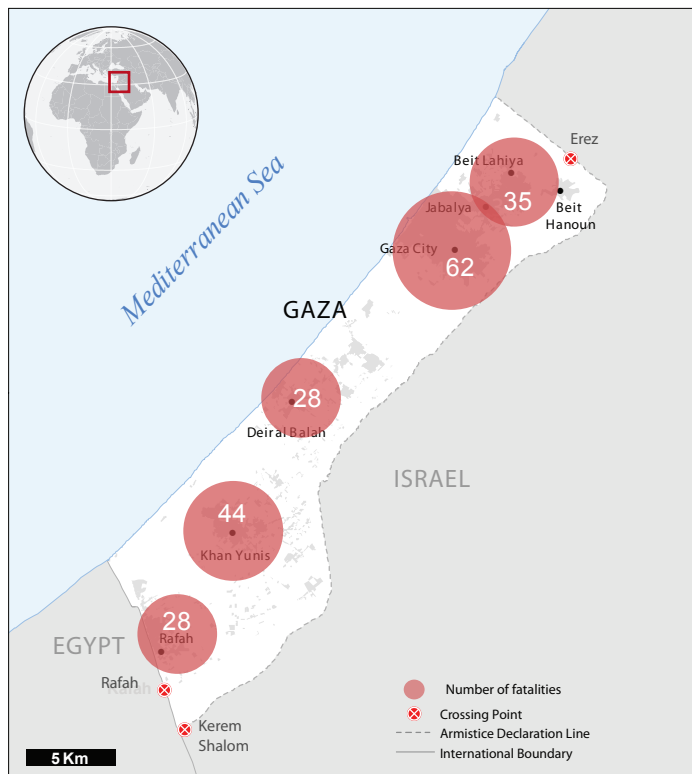 Mediterranean Sea
Erez
Beit Lahiya
35
Jabalya
Beit
Hanoun
Gaza City
62
GAZA
28
Deiral Balah
ISRAEL
44
Khan Yunis
28
Rafah
EGYPT
Rafah
Rafah
Kerem
Shalom
Number of fatalities
Crossing Point
Armistice Declaration Line
International Boundary
5 Km